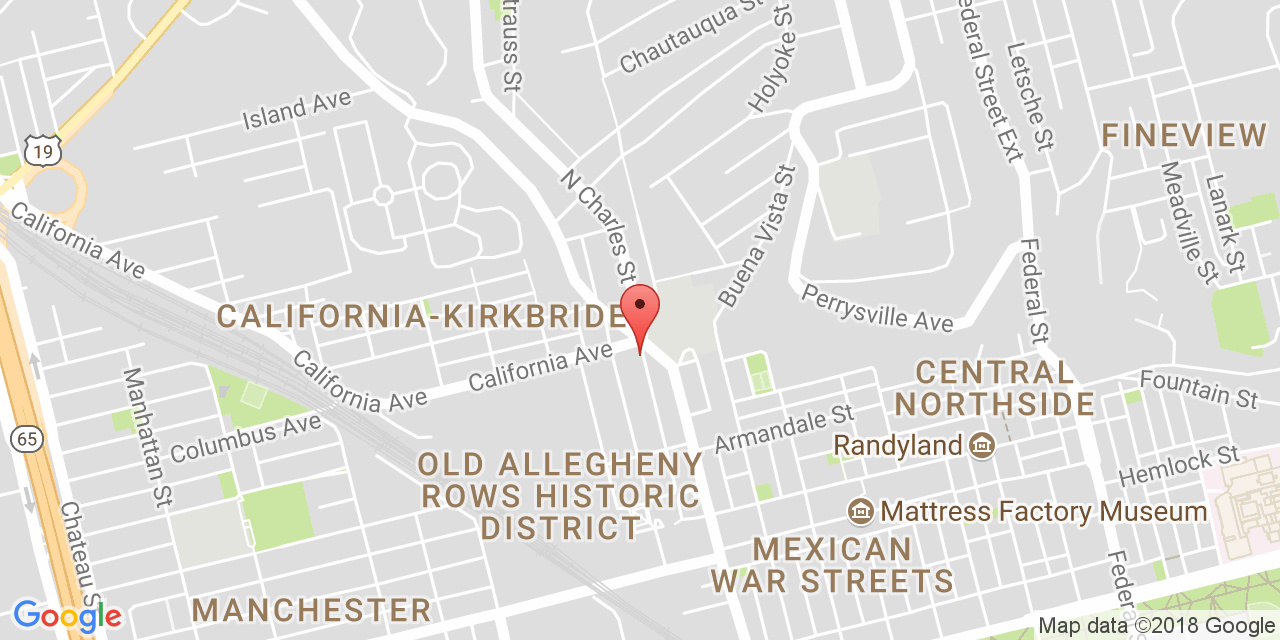 Strauss St
Chautauqua St
Holyoke St
Federal Street Ext
Letsche St
Island Ave
FINEVIEW
19
N Charles St
Buena Vista St
Meadville St
Lanark St
California Ave
Federal St
Perrysville Ave
CALIFORNIA-KIRKBRIDE
California Ave
California Ave
CENTRAL
NORTHSIDE
Fountain St
Manhattan St
Columbus Ave
Armandale St
65
Randyland
OLD ALLEGHENY
ROWS HISTORIC
DISTRICT
Hemlock St
Mattress Factory Museum
Chateau S
MEXICAN
WAR STREETS
Federal S
MANCHESTER
Google
Map data ©2018 Google